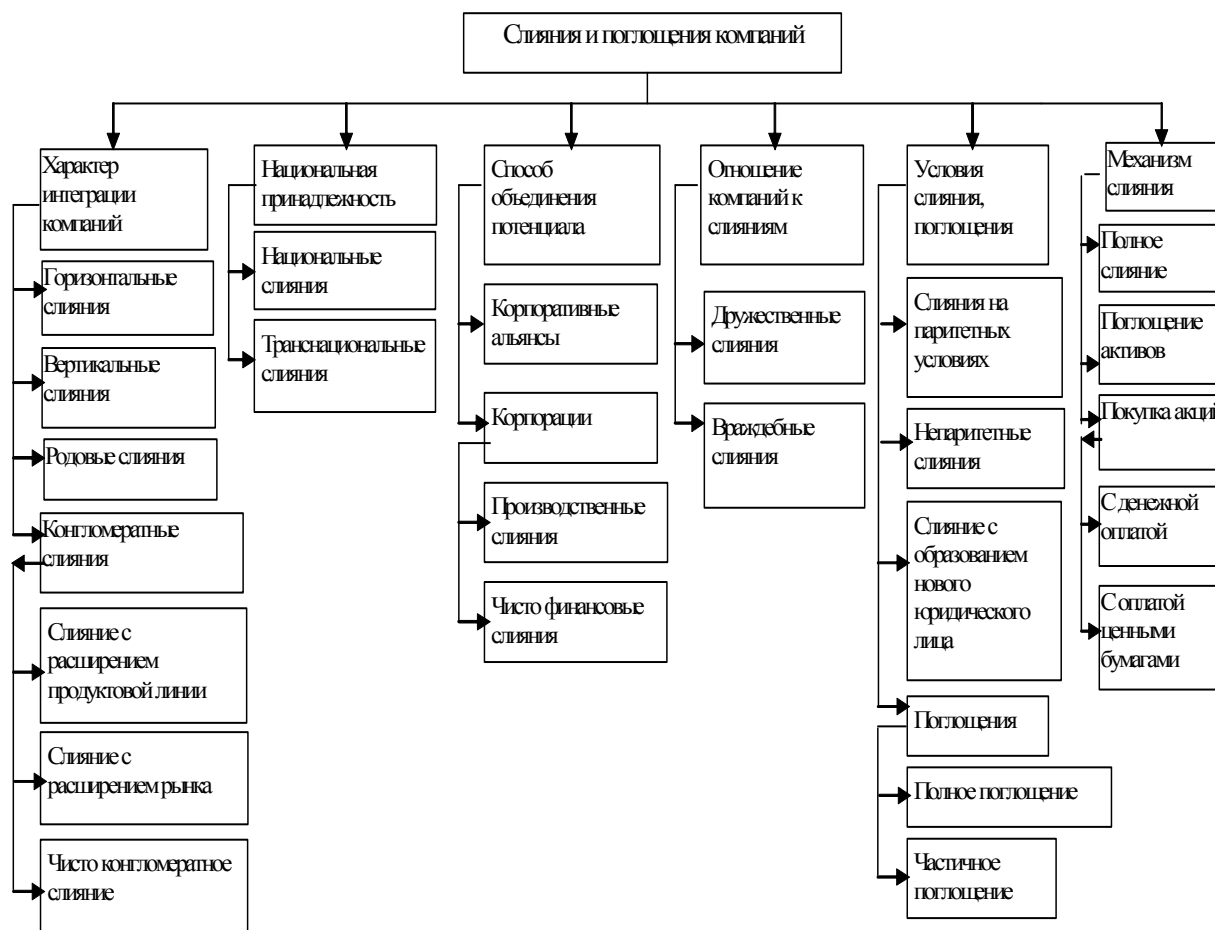 Слияния и поглощения компаний
Характер
интеграции
компаний
Горизонтальные
слияния
Вертикальные
слияния
Родовые слияния
Конгломератные
слияния
Слияние с
расширением
продуктовой линии
Слияние с
расширением рынка
Чисто конгломератное
слияние
Национальная
принадлежность
Национальные
слияния
Транснациональные
слияния
Способ
объединения
потенциала
Корпоративные
альянсы
Корпорации
Производственные
слияния
Чисто финансовые
слияния
Отношение
компаний к
слияниям
Дружественные
слияния
Враждебные
слияния
Условия
слияния,
поглощения
Слияния на
паритетных
условиях
Непаритетные
слияния
Слияние с
образованием
нового
юридического
лица
Поглощения
Полное поглощение
Частичное
поглощение
Механизм
слияния
Полное
слияние
Поглощение
активов
Покупка акций
С денежной
оплатой
С оплатой
ценными
бумагами